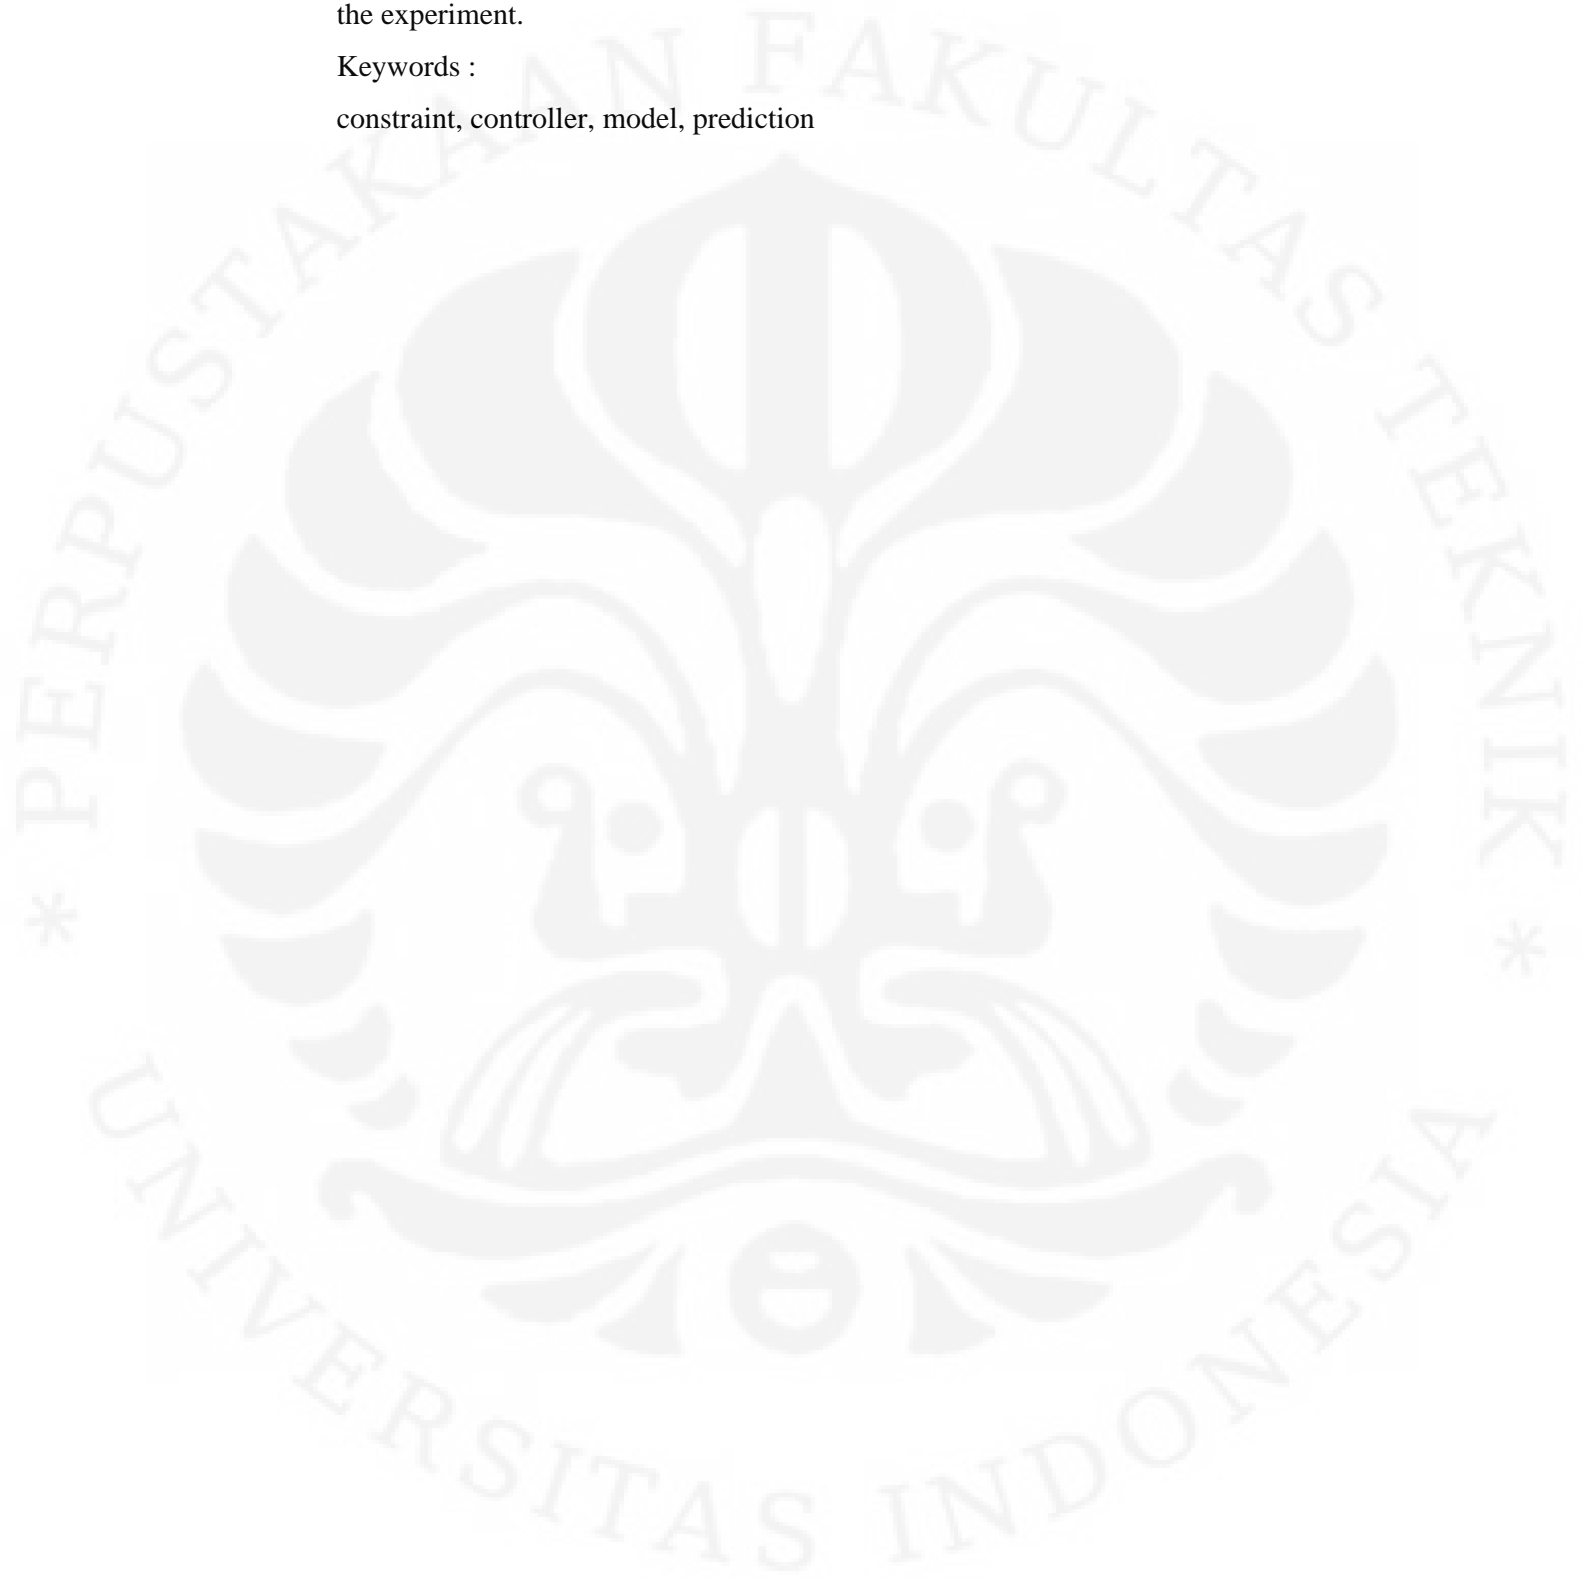 the experiment.
Keywords :
constraint, controller, model, prediction
PERPUSTAKAAN FAKULTAS TEKNIK
UNIVERSITAS INDONESIA